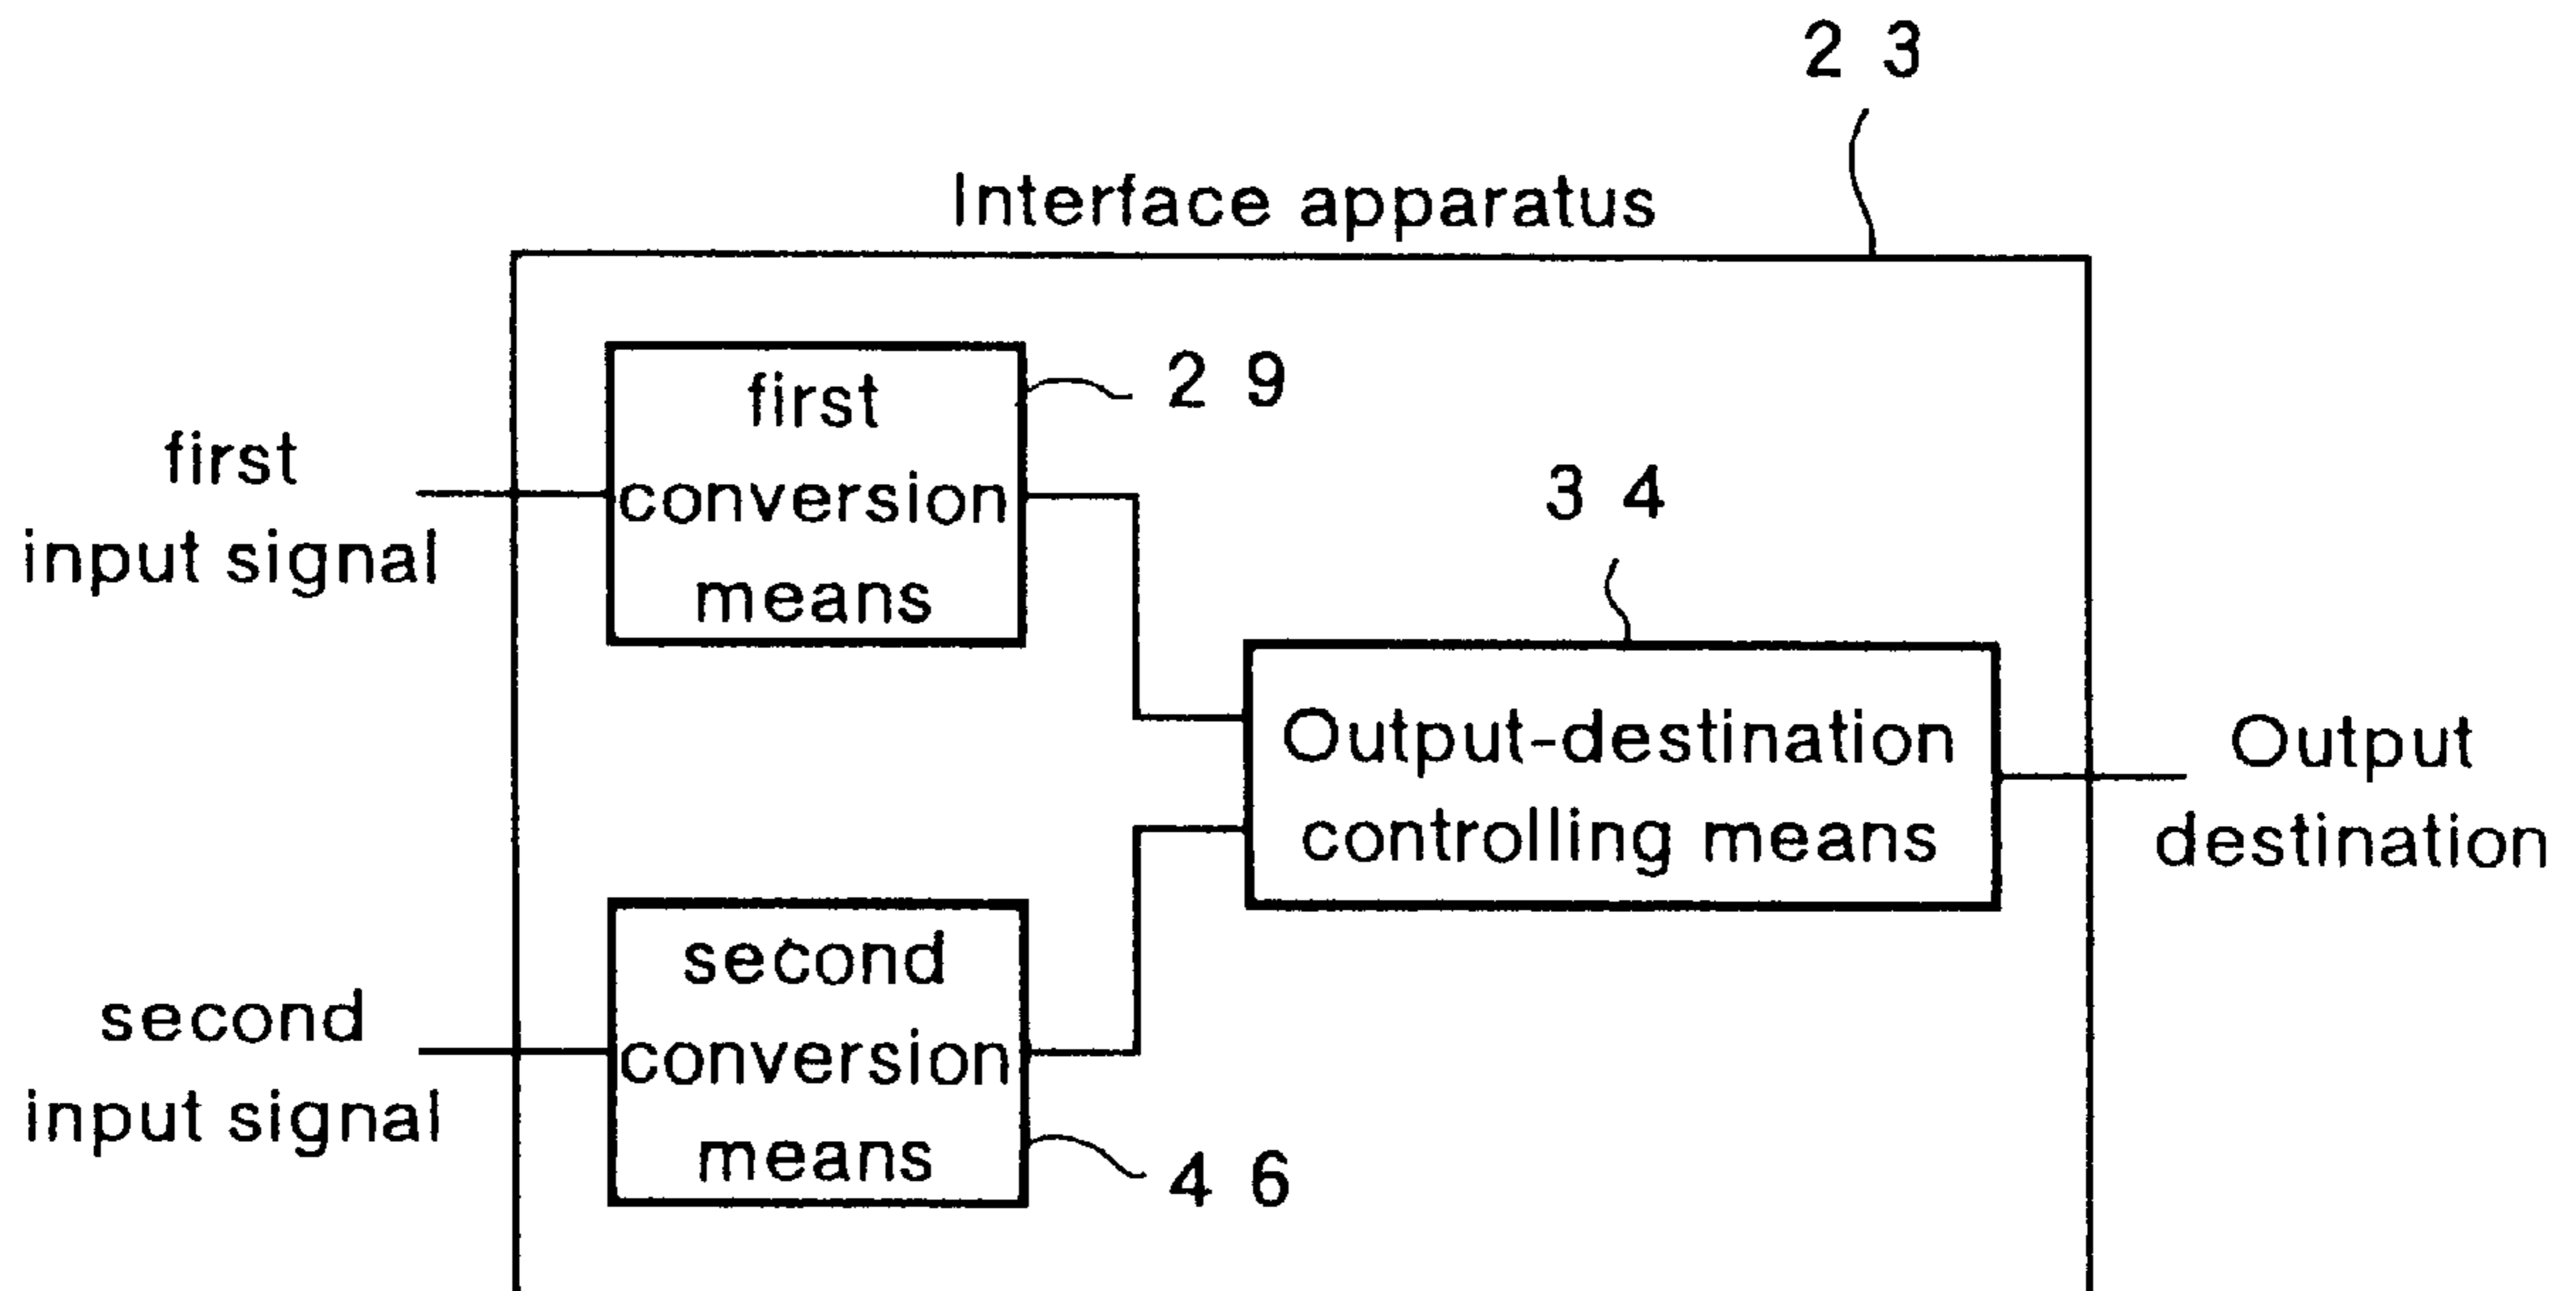 2 3
Interface apparatus
first
conversion
means
2 9
first
input signal
3 4
Output-destination
controlling means
Output
destination
second
conversion
means
4 6
second
input signal